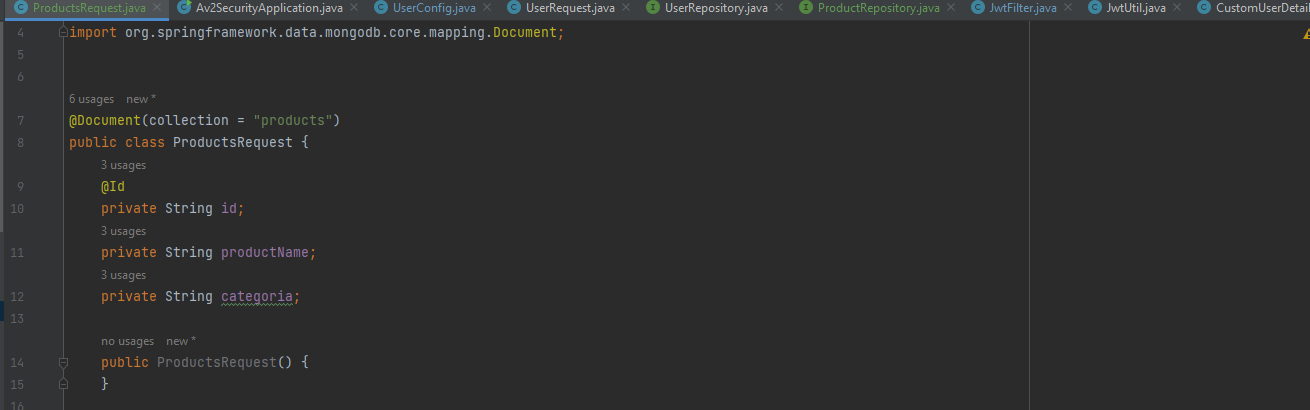 ProductsRequest.java Av2SecurityApplication.java UserConfig.java UserRequest.java UserRepository.java ProductRepository.java JwtFilter.java JwtUtil.java CustomUserDetail
4 import org.springframework.data.mongodb.core.mapping.Document;
5
6
6 usages new *
7 @Document(collection = "products")
8 public class ProductsRequest {
3 usages
9 @Id
10 private String id;
3 usages
11 private String productName;
3 usages
12 private String categoria;
13
no usages new *
14 public ProductsRequest() {
15 }
16